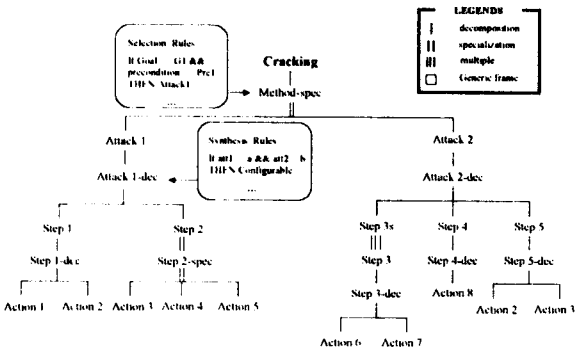 LEGENDS
decomposition
specialization
multiple
Generic frame
Selection Rules
If Goal G1 &&
precondition Prc1
THEN Attack1
...
Cracking
Method-spec
Synthesis Rules
If att1 a && att2 b
THEN Configurable
...
Attack 1
Attack 2
Attack 1-dec
Attack 2-dec
Step 1
Step 2
Step 3s
Step 4
Step 5
Step 1-dec
Step 2-spec
Step 3
Step 4-dec
Step 5-dec
Action 1
Action 2
Action 3
Action 4
Action 5
Step 3-dec
Action 8
Action 2
Action 3
Action 6
Action 7